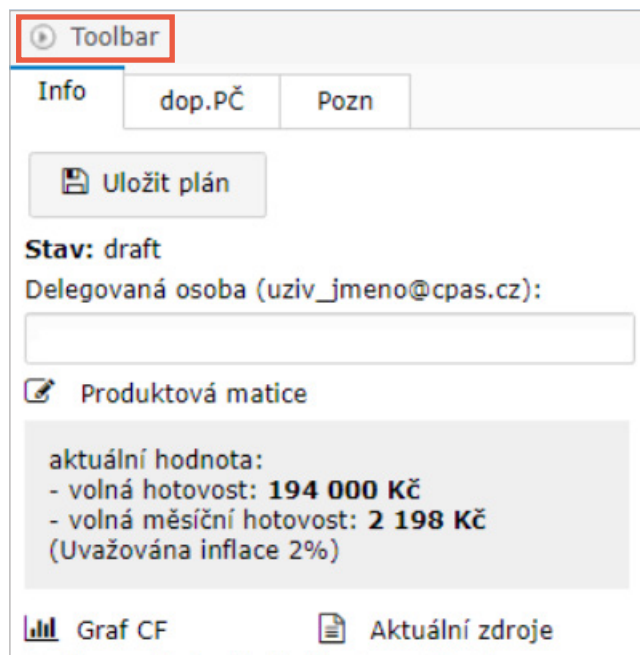 Toolbar
Info dop.PČ Pozn
Uložit plán
Stav: draft
Delegovaná osoba (uziv_jmeno@cpas.cz):
Produktová matice
aktuální hodnota:
- volná hotovost: 194 000 Kč
- volná měsíční hotovost: 2 198 Kč
(Uvažována inflace 2%)
Graf CF Aktuální zdroje